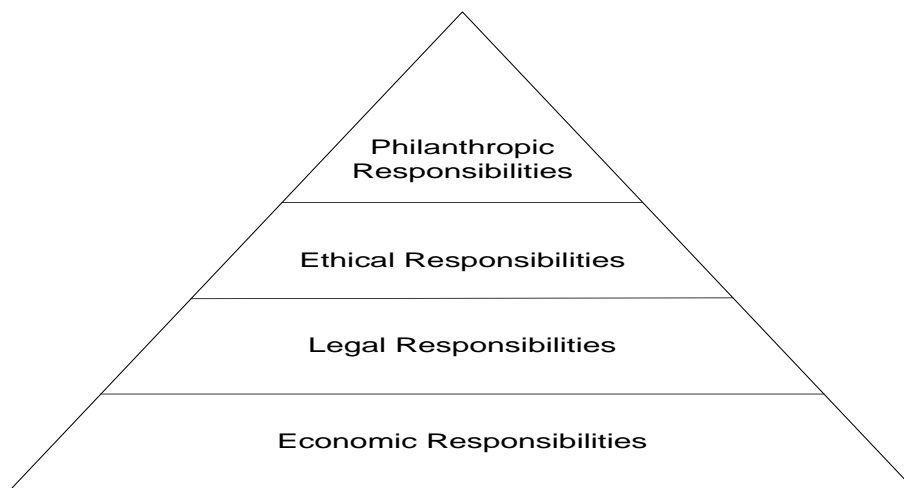 Philanthropic
Responsibilities
Ethical Responsibilities
Legal Responsibilities
Economic Responsibilities